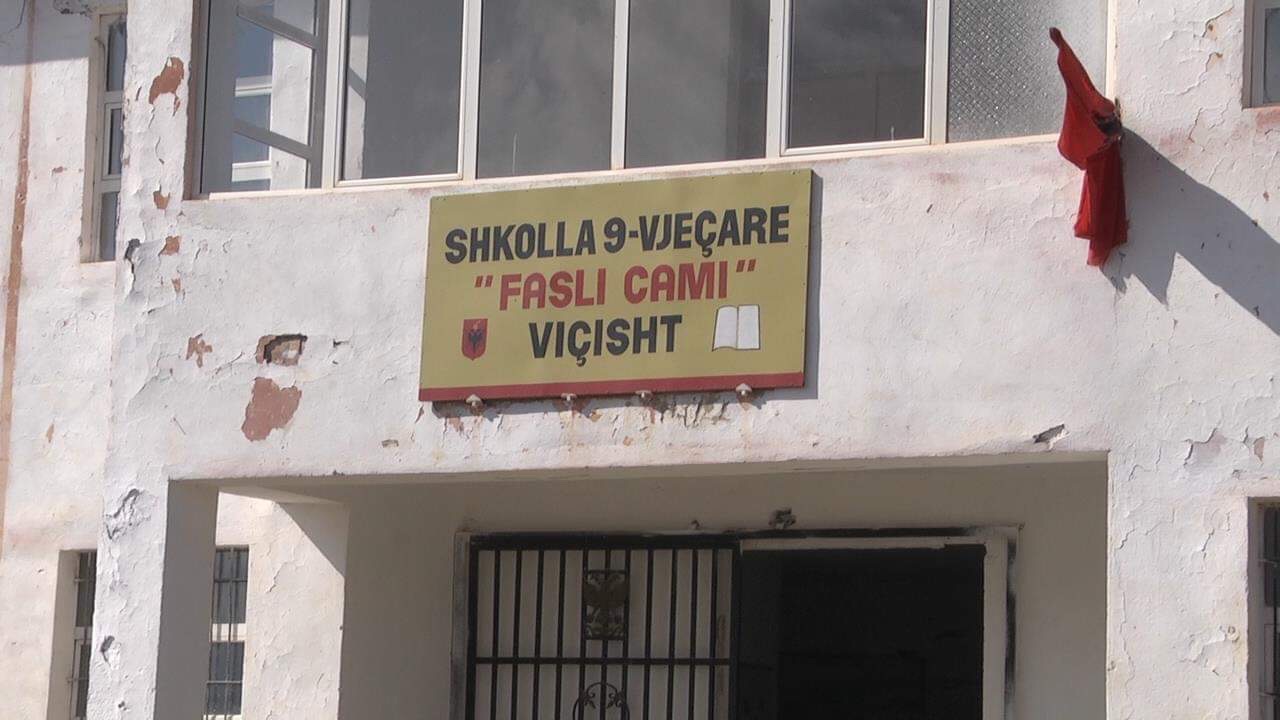 SHKOLLA 9-VJEÇARE
"FASLI CAMI"
VIÇISHT